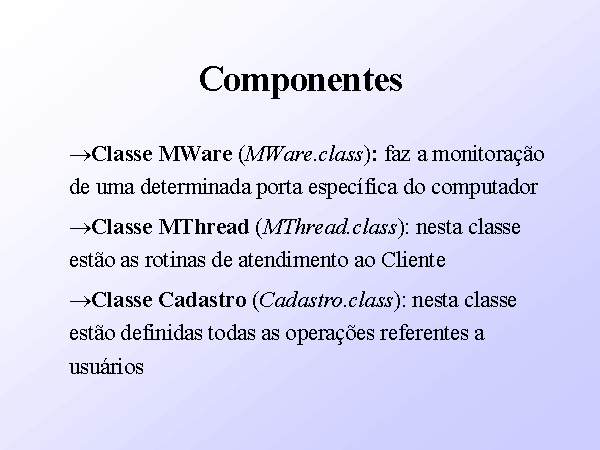 Componentes
→Classe MWare (MWare.class): faz a monitoração
de uma determinada porta específica do computador
→Classe MThread (MThread.class): nesta classe
estão as rotinas de atendimento ao Cliente
→Classe Cadastro (Cadastro.class): nesta classe
estão definidas todas as operações referentes a
usuários